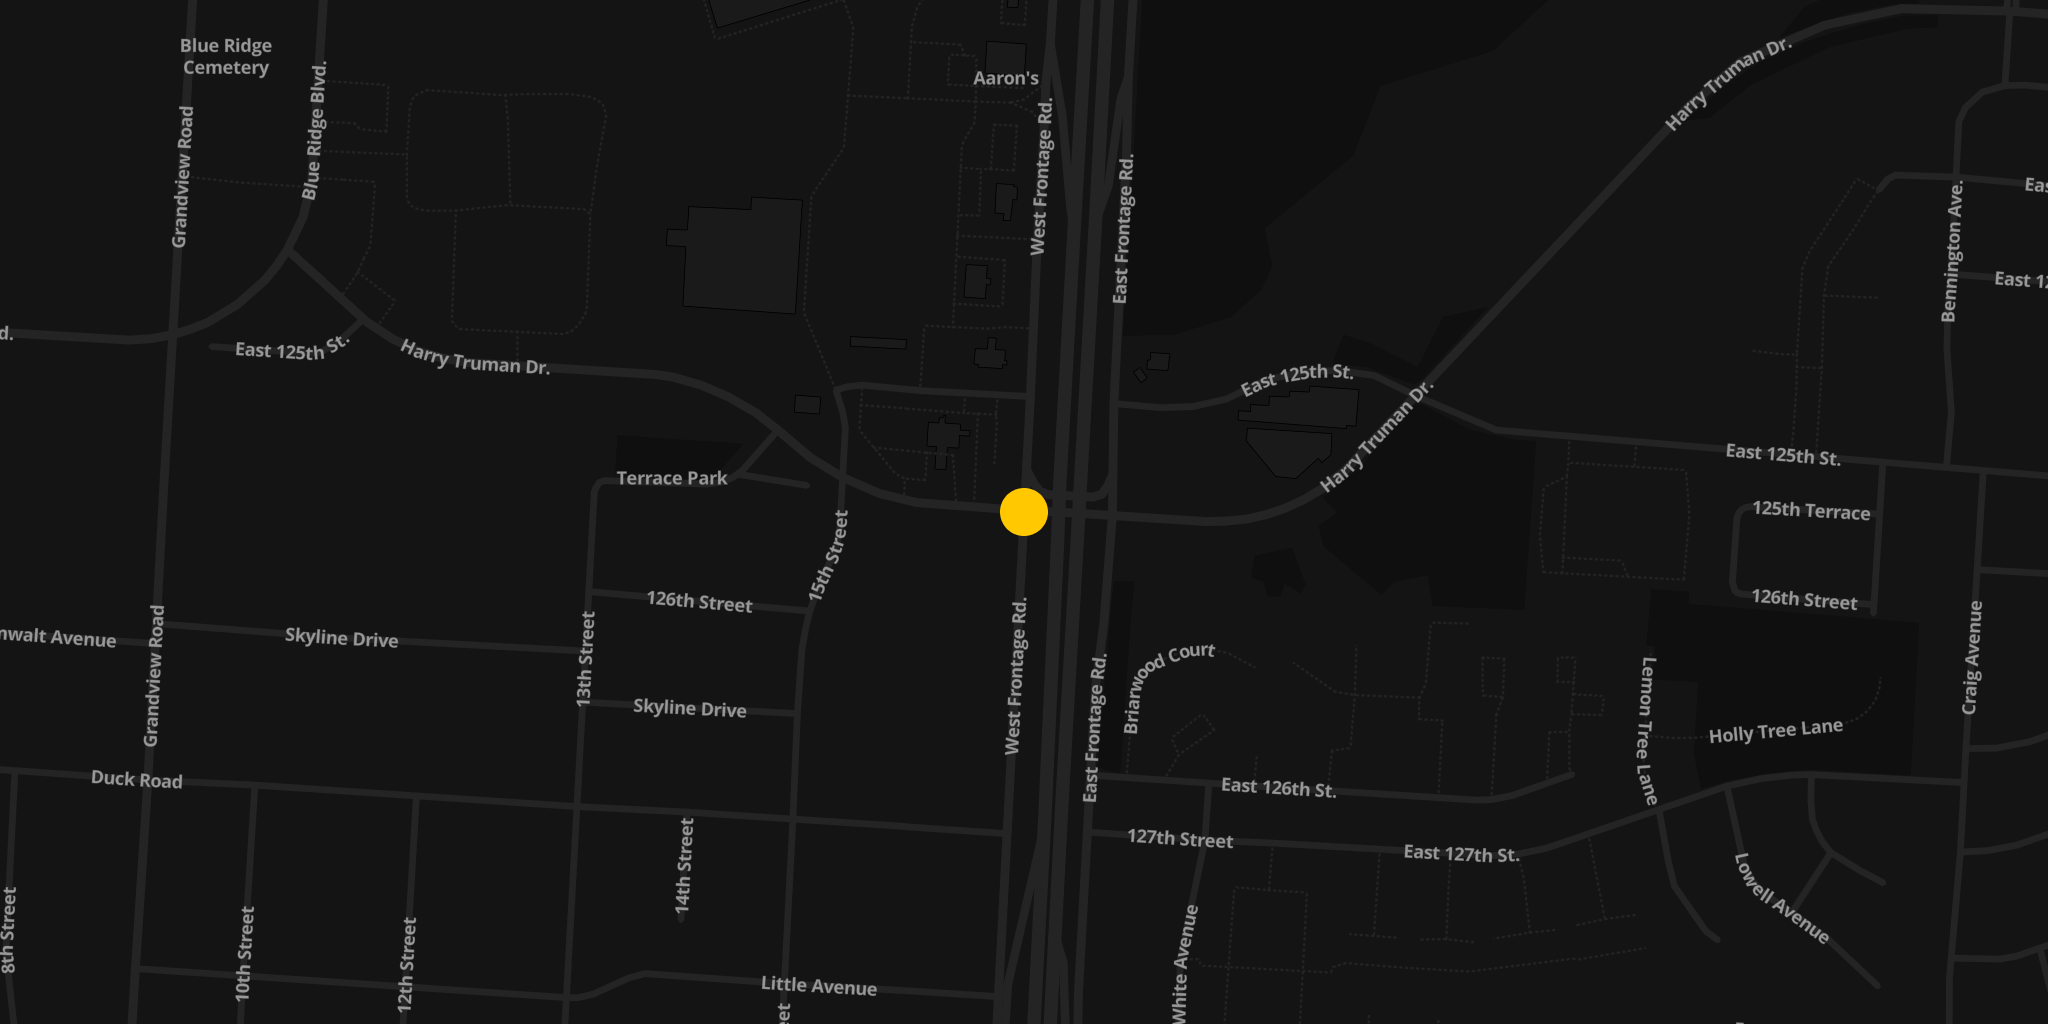 Blue Ridge
Cemetery
Blue Ridge Blvd.
Grandview Road
Aaron's
West Frontage Rd.
East Frontage Rd.
Harry Truman Dr.
Bennington Ave.
d.
East 125th St.
Harry Truman Dr.
East 125th St.
Harry Truman Dr.
East 125th St.
Terrace Park
125th Terrace
15th Street
126th Street
126th Street
Grandview Road
Skyline Drive
13th Street
West Frontage Rd.
East Frontage Rd.
Briarwood Court
Lemon Tree Lane
Craig Avenue
nwalt Avenue
Skyline Drive
Holly Tree Lane
Duck Road
East 126th St.
127th Street
East 127th St.
14th Street
8th Street
10th Street
12th Street
White Avenue
Lowell Avenue
Little Avenue
eet